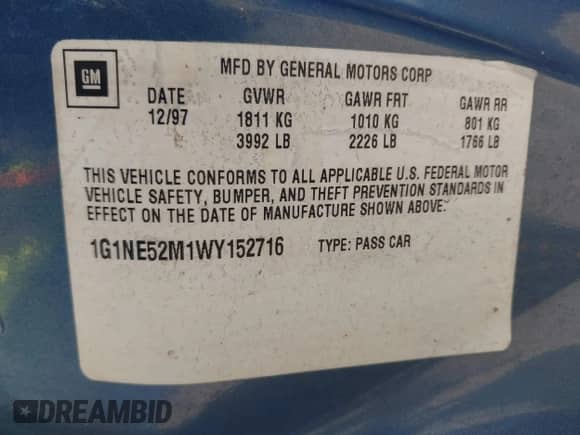 GM
MFD BY GENERAL MOTORS CORP
DATE GVWR GAWR FRT GAWR RR
12/97 1811 KG 1010 KG 801 KG
3992 LB 2226 LB 1766 LB
THIS VEHICLE CONFORMS TO ALL APPLICABLE U.S. FEDERAL MOTOR
VEHICLE SAFETY, BUMPER, AND THEFT PREVENTION STANDARDS IN
EFFECT ON THE DATE OF MANUFACTURE SHOWN ABOVE.
1G1NE52M1WY152716 TYPE: PASS CAR
DREAMBID